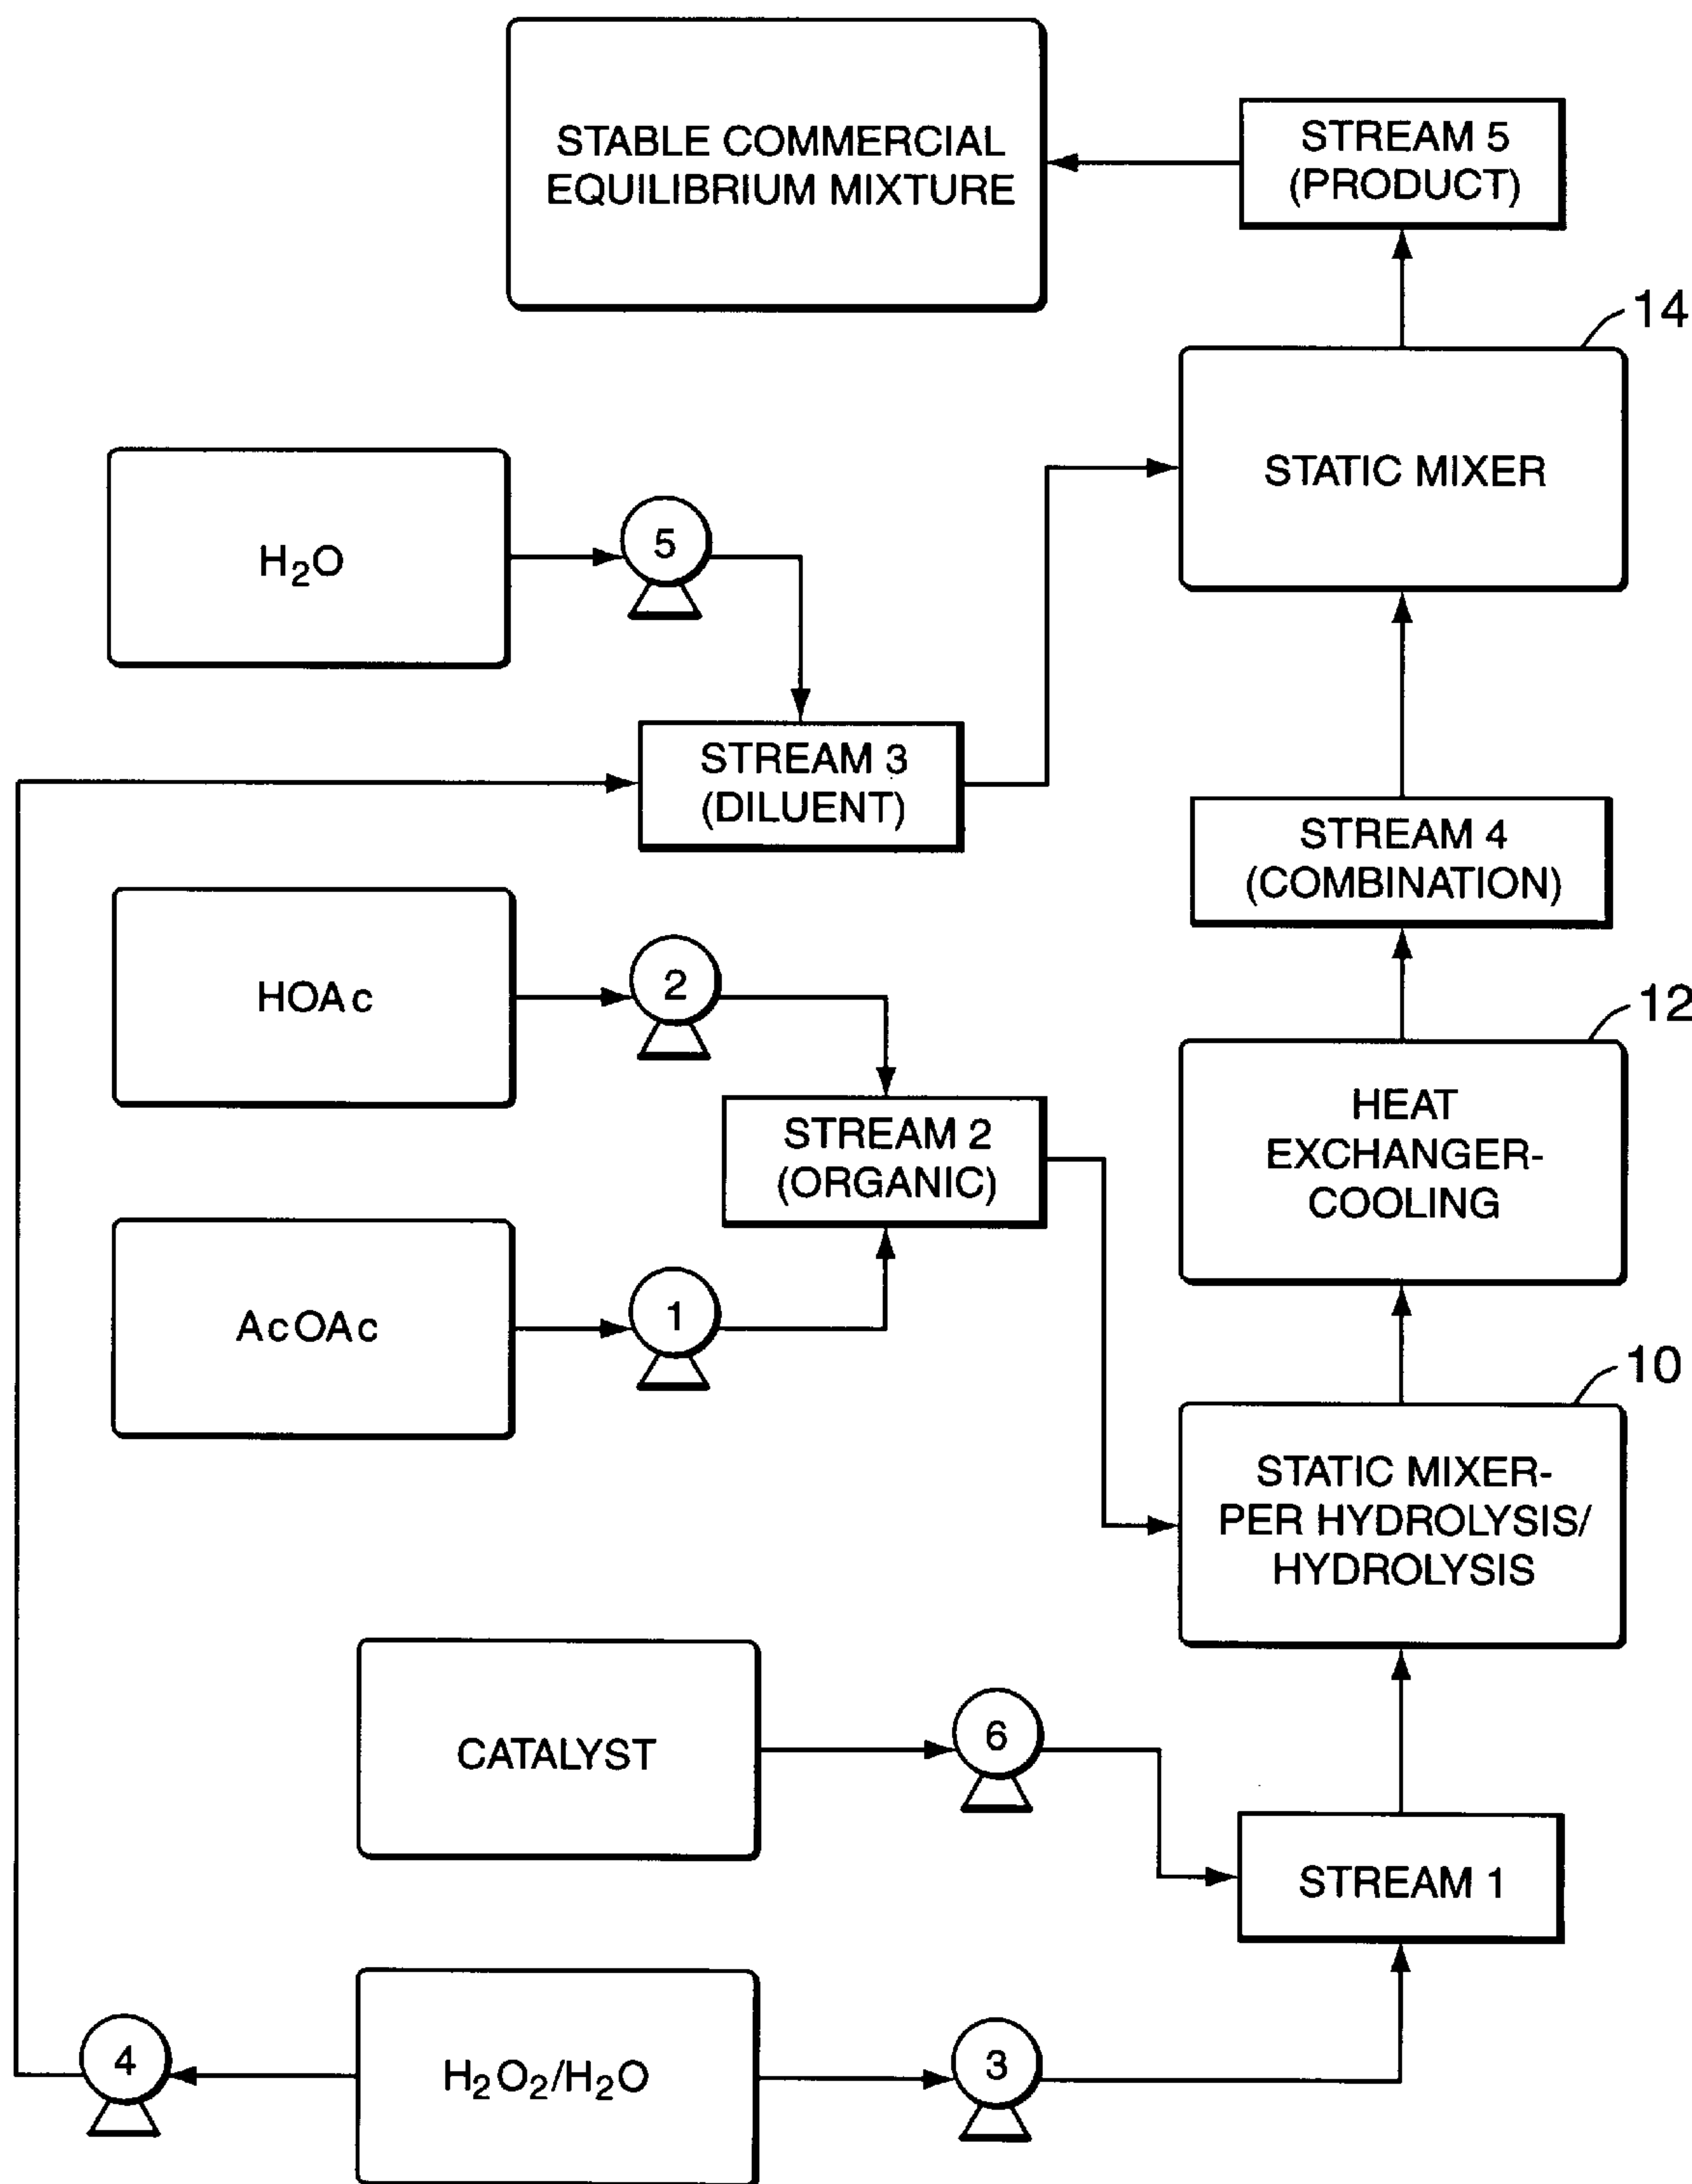 STABLE COMMERCIAL
EQUILIBRIUM MIXTURE
STREAM 5
(PRODUCT)
14
STATIC MIXER
H₂O
5
STREAM 3
(DILUENT)
STREAM 4
(COMBINATION)
HOAc
2
12
HEAT
EXCHANGER-
COOLING
STREAM 2
(ORGANIC)
AcOAc
1
10
STATIC MIXER-
PER HYDROLYSIS/
HYDROLYSIS
CATALYST
6
STREAM 1
4
H₂O₂/H₂O
3